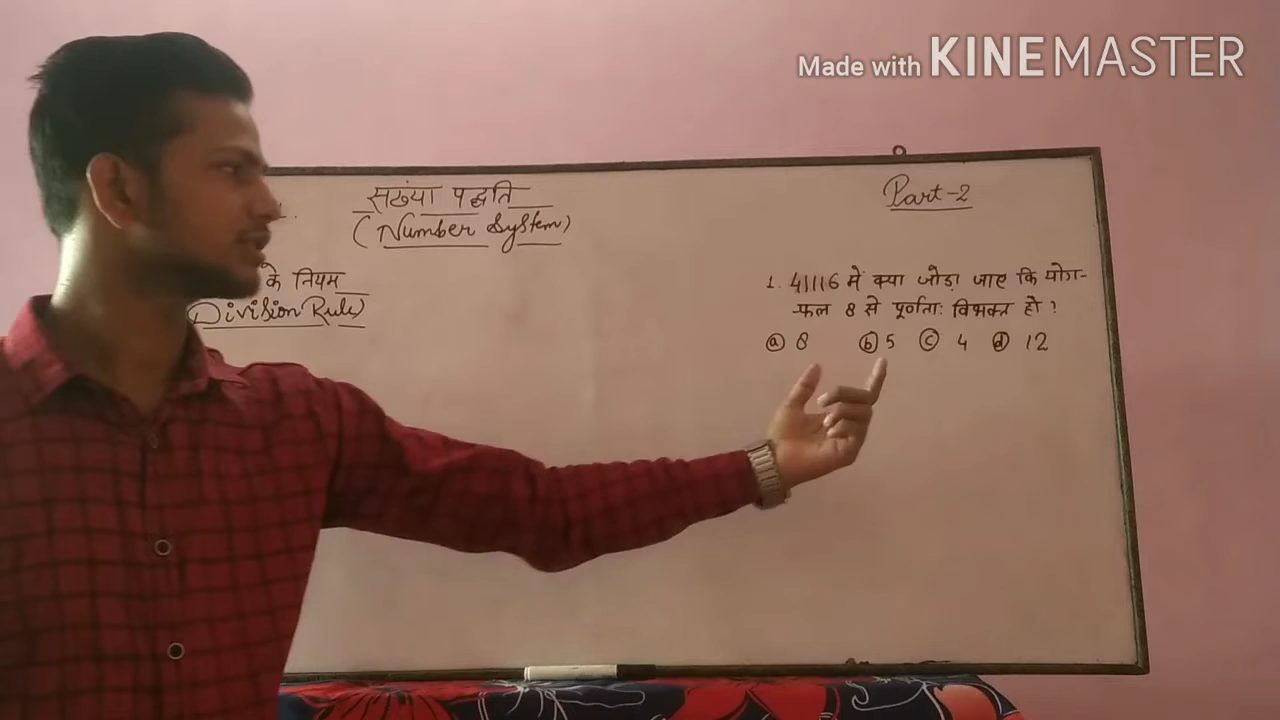 Made with KINEMASTER
सखंया पद्धति
(Number System)
Part-2
के नियम
Division Rule)
1. 41116 में क्या जोड़ा जाए कि योग-
-फल 8 से पूर्णता: विभक्त हो ?
(a) 8 (b) 5 (c) 4 (d) 12